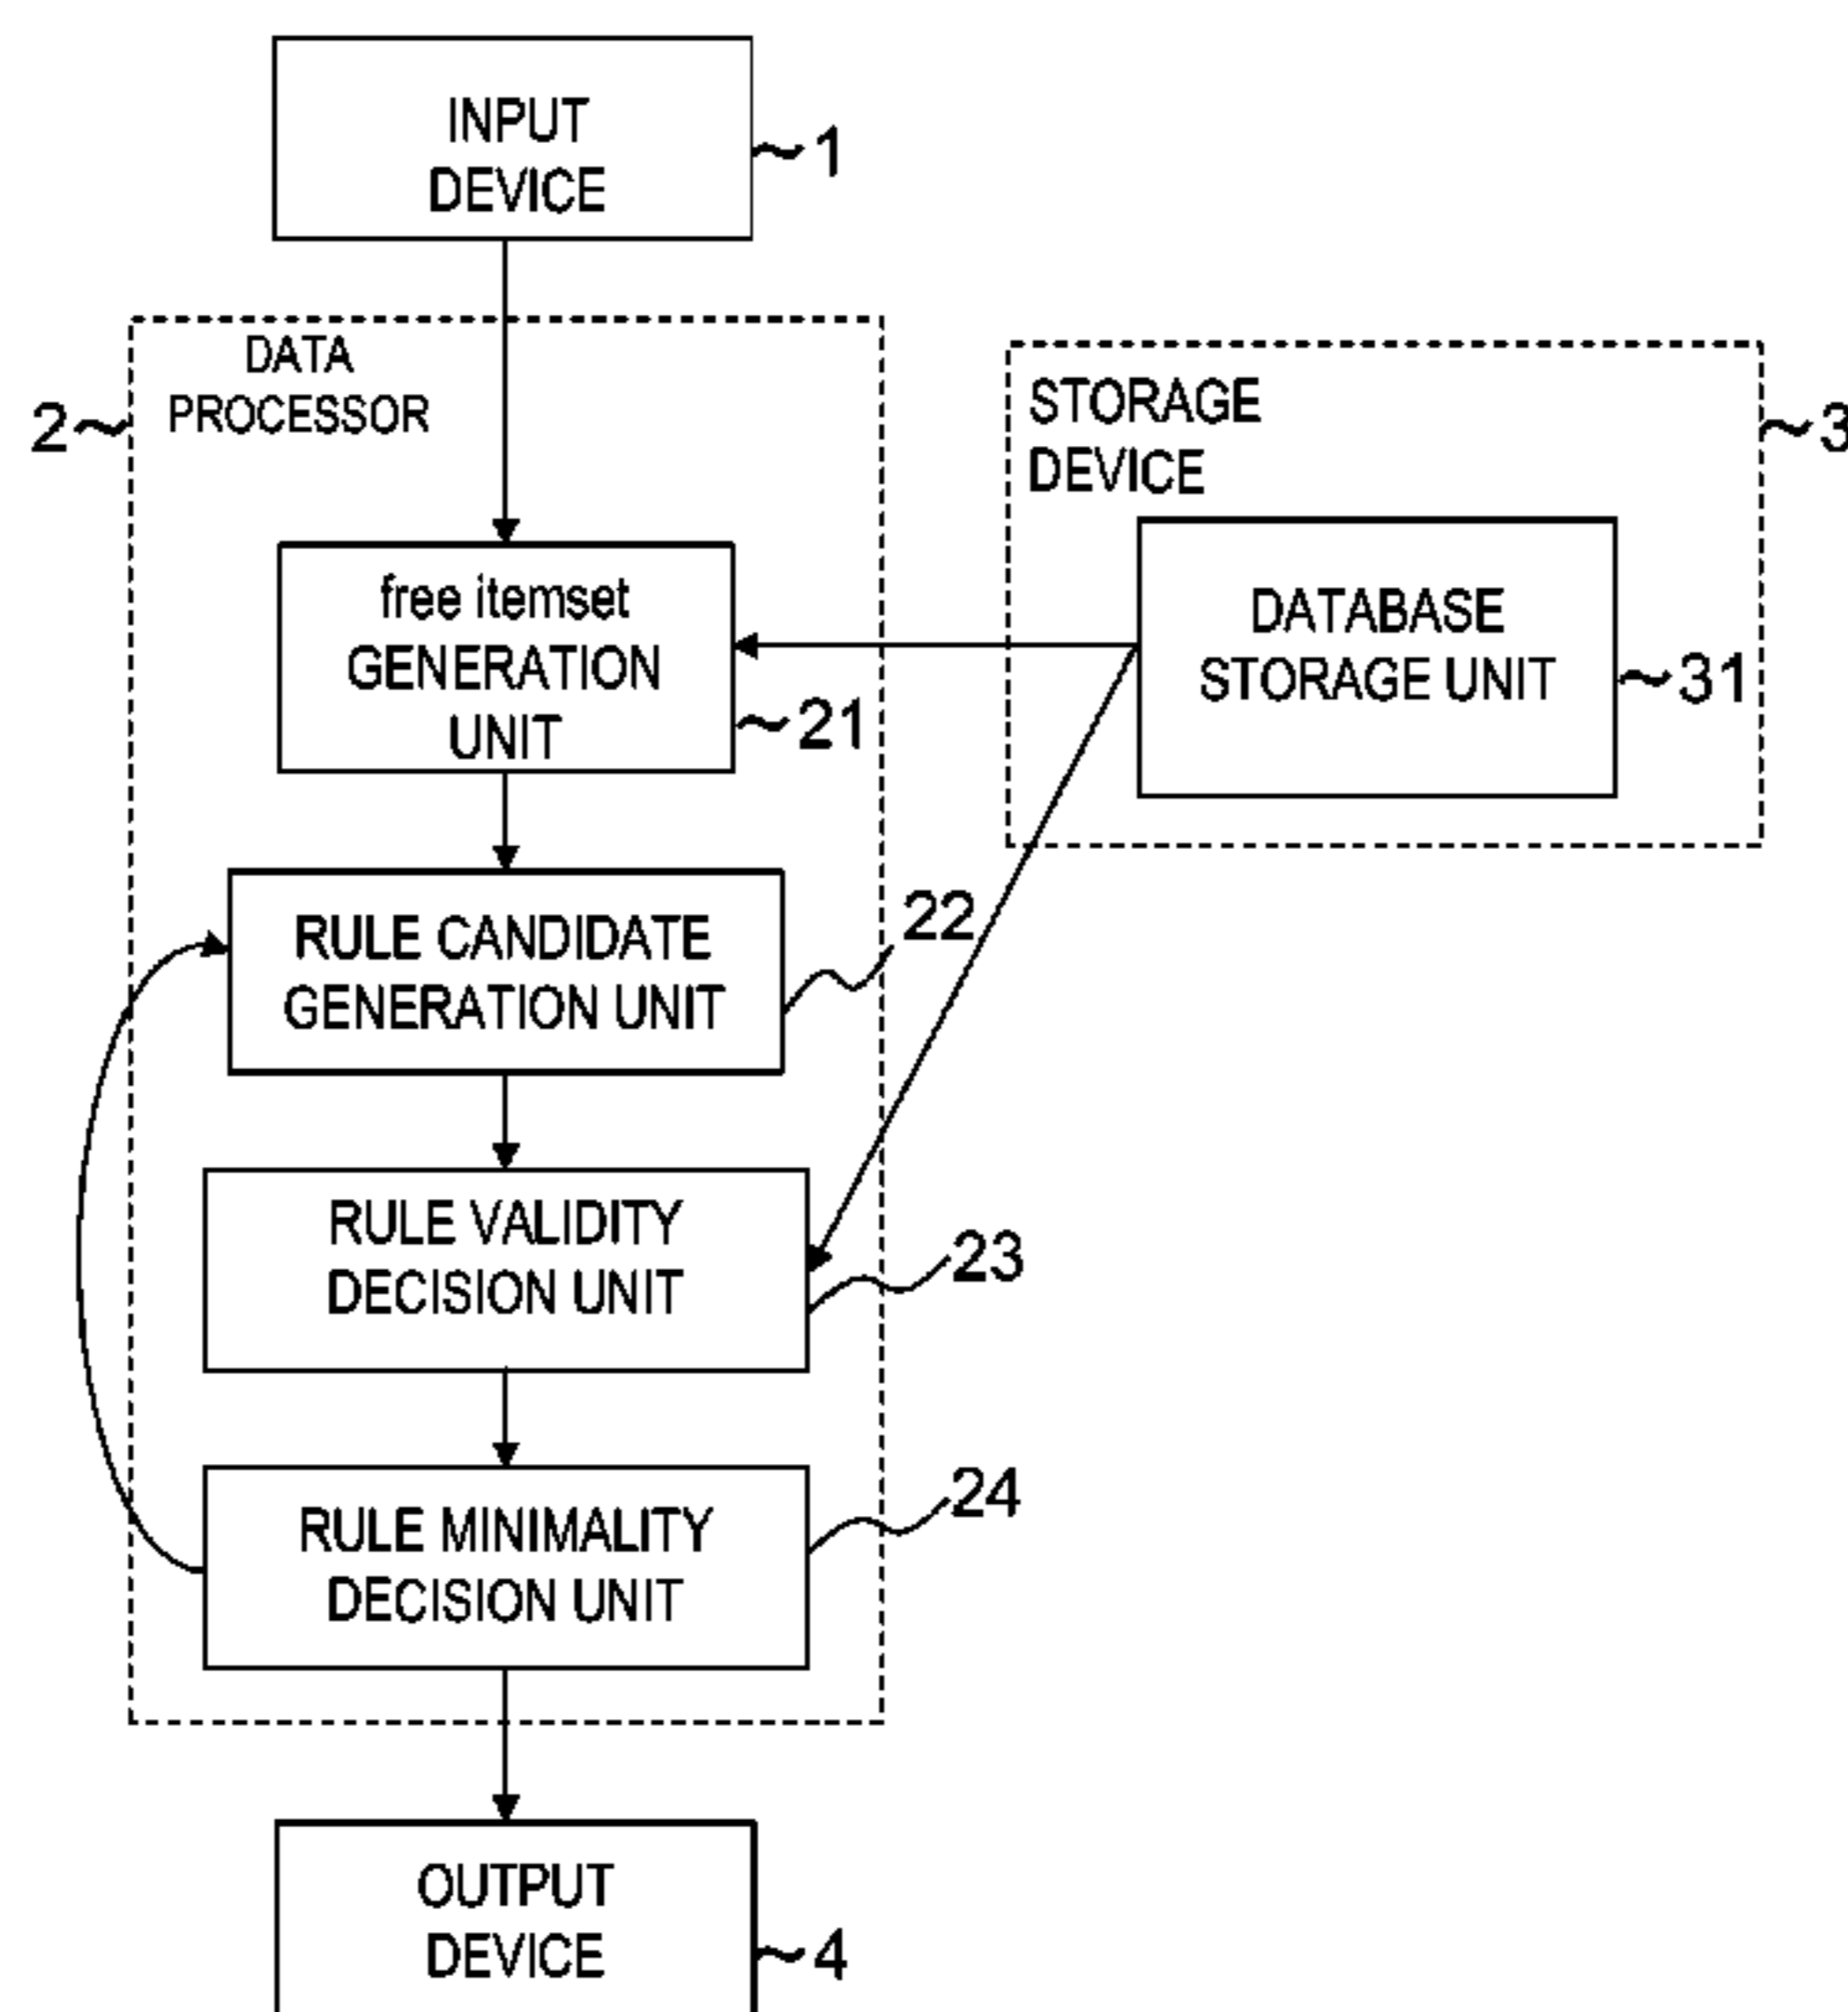 INPUT
DEVICE
1
DATA
PROCESSOR
2
STORAGE
DEVICE
3
free itemset
GENERATION
UNIT
21
DATABASE
STORAGE UNIT
31
RULE CANDIDATE
GENERATION UNIT
22
RULE VALIDITY
DECISION UNIT
23
RULE MINIMALITY
DECISION UNIT
24
OUTPUT
DEVICE
4